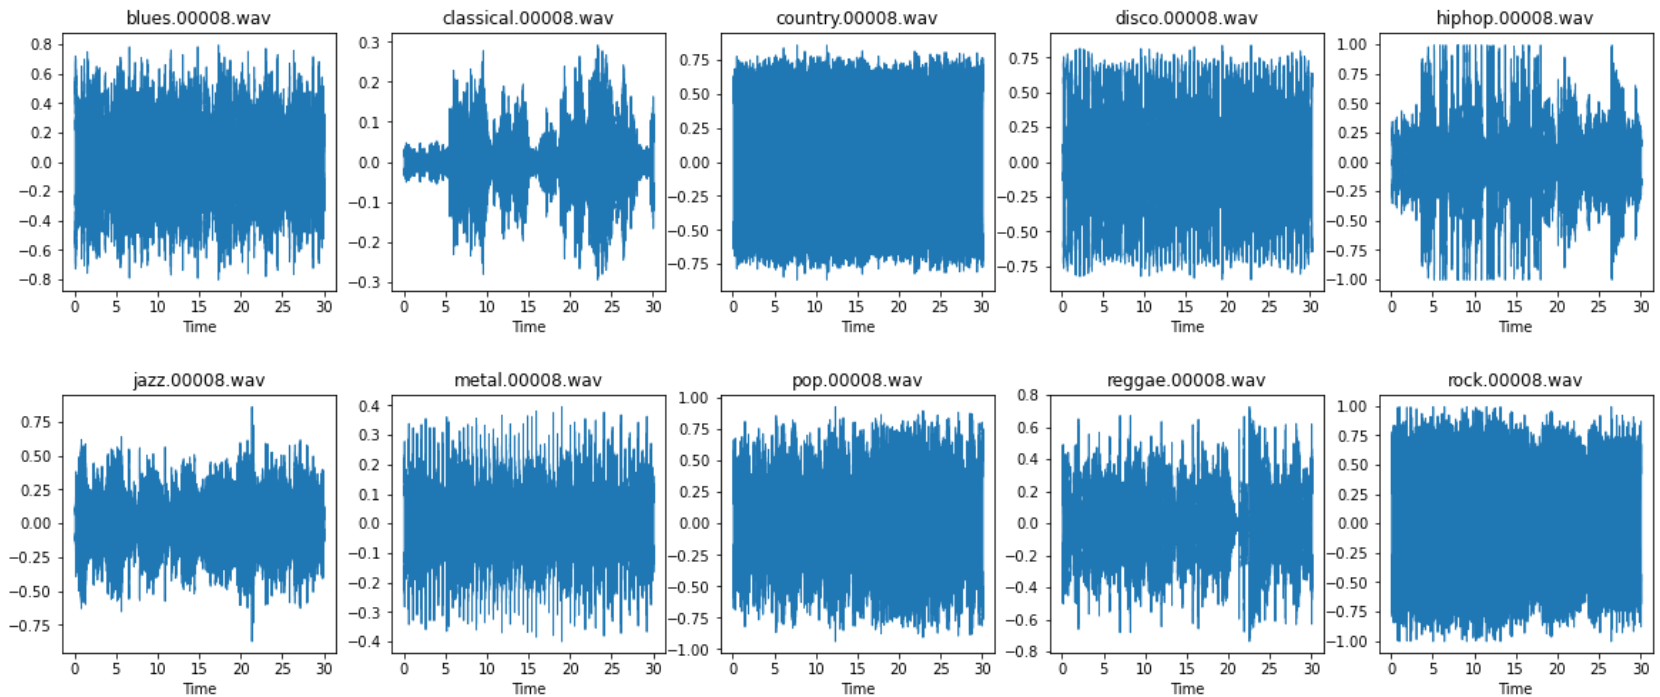 blues.00008.wav
0.8
0.6
0.4
0.2
0.0
−0.2
−0.4
−0.6
−0.8
0 5 10 15 20 25 30
Time
classical.00008.wav
0.3
0.2
0.1
0.0
−0.1
−0.2
−0.3
0 5 10 15 20 25 30
Time
country.00008.wav
0.75
0.50
0.25
0.00
−0.25
−0.50
−0.75
0 5 10 15 20 25 30
Time
disco.00008.wav
0.75
0.50
0.25
0.00
−0.25
−0.50
−0.75
0 5 10 15 20 25 30
Time
hiphop.00008.wav
1.00
0.75
0.50
0.25
0.00
−0.25
−0.50
−0.75
−1.00
0 5 10 15 20 25 30
Time
jazz.00008.wav
0.75
0.50
0.25
0.00
−0.25
−0.50
−0.75
0 5 10 15 20 25 30
Time
metal.00008.wav
0.4
0.3
0.2
0.1
0.0
−0.1
−0.2
−0.3
−0.4
0 5 10 15 20 25 30
Time
pop.00008.wav
1.00
0.75
0.50
0.25
0.00
−0.25
−0.50
−0.75
−1.00
0 5 10 15 20 25 30
Time
reggae.00008.wav
0.8
0.6
0.4
0.2
0.0
−0.2
−0.4
−0.6
−0.8
0 5 10 15 20 25 30
Time
rock.00008.wav
1.00
0.75
0.50
0.25
0.00
−0.25
−0.50
−0.75
−1.00
0 5 10 15 20 25 30
Time